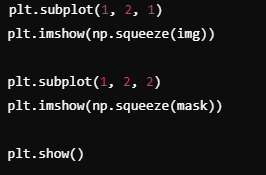 plt.subplot(1, 2, 1)
plt.imshow(np.squeeze(img))
plt.subplot(1, 2, 2)
plt.imshow(np.squeeze(mask))
plt.show()